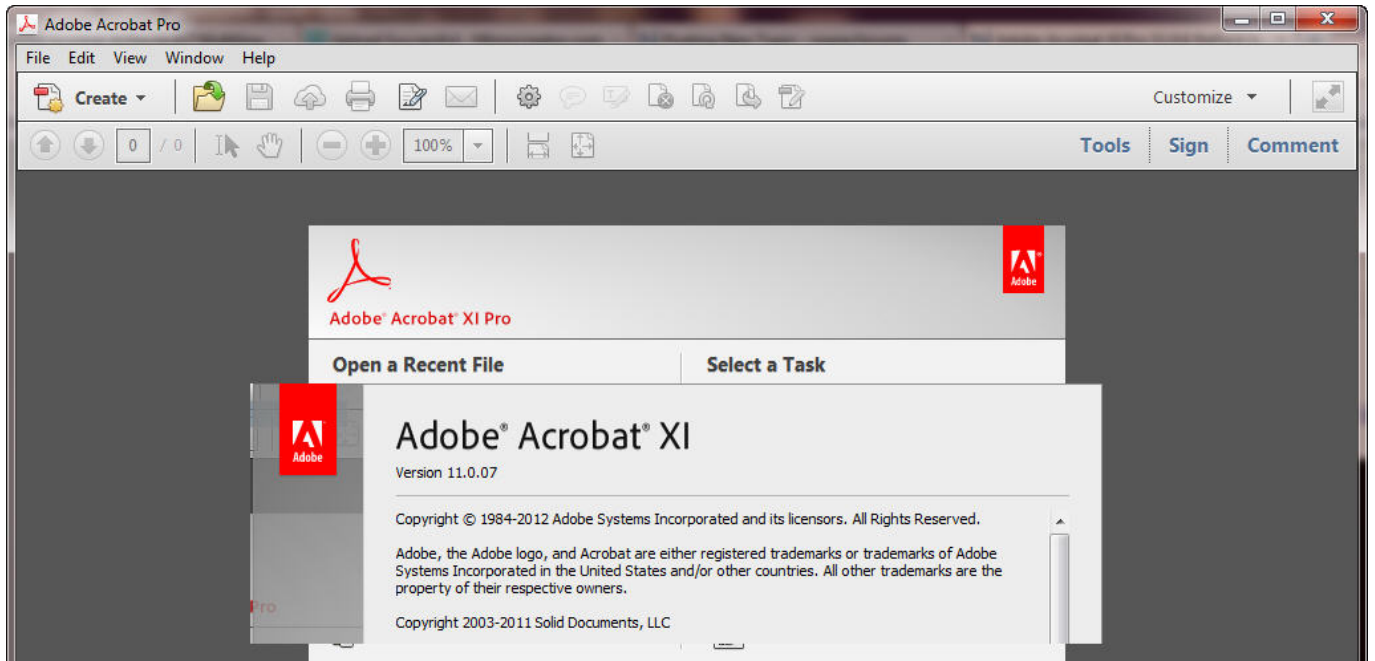 Adobe Acrobat Pro
File Edit View Window Help
Create Customize
0 / 0 100% Tools Sign Comment
Adobe
Adobe® Acrobat® XI Pro
Open a Recent File Select a Task
Adobe
Adobe® Acrobat® XI
Version 11.0.07
Copyright © 1984-2012 Adobe Systems Incorporated and its licensors. All Rights Reserved.
Adobe, the Adobe logo, and Acrobat are either registered trademarks or trademarks of Adobe
Systems Incorporated in the United States and/or other countries. All other trademarks are the
property of their respective owners.
Pro
Copyright 2003-2011 Solid Documents, LLC